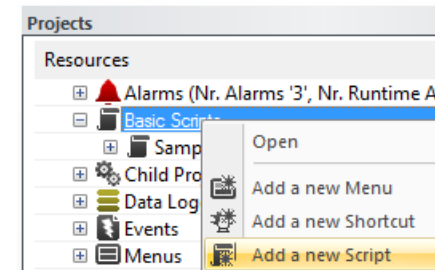 Projects
Resources
Alarms (Nr. Alarms '3', Nr. Runtime A
Basic Scripts
Samp
Open
Child Pro
Add a new Menu
Data Log
Add a new Shortcut
Events
Menus
Add a new Script